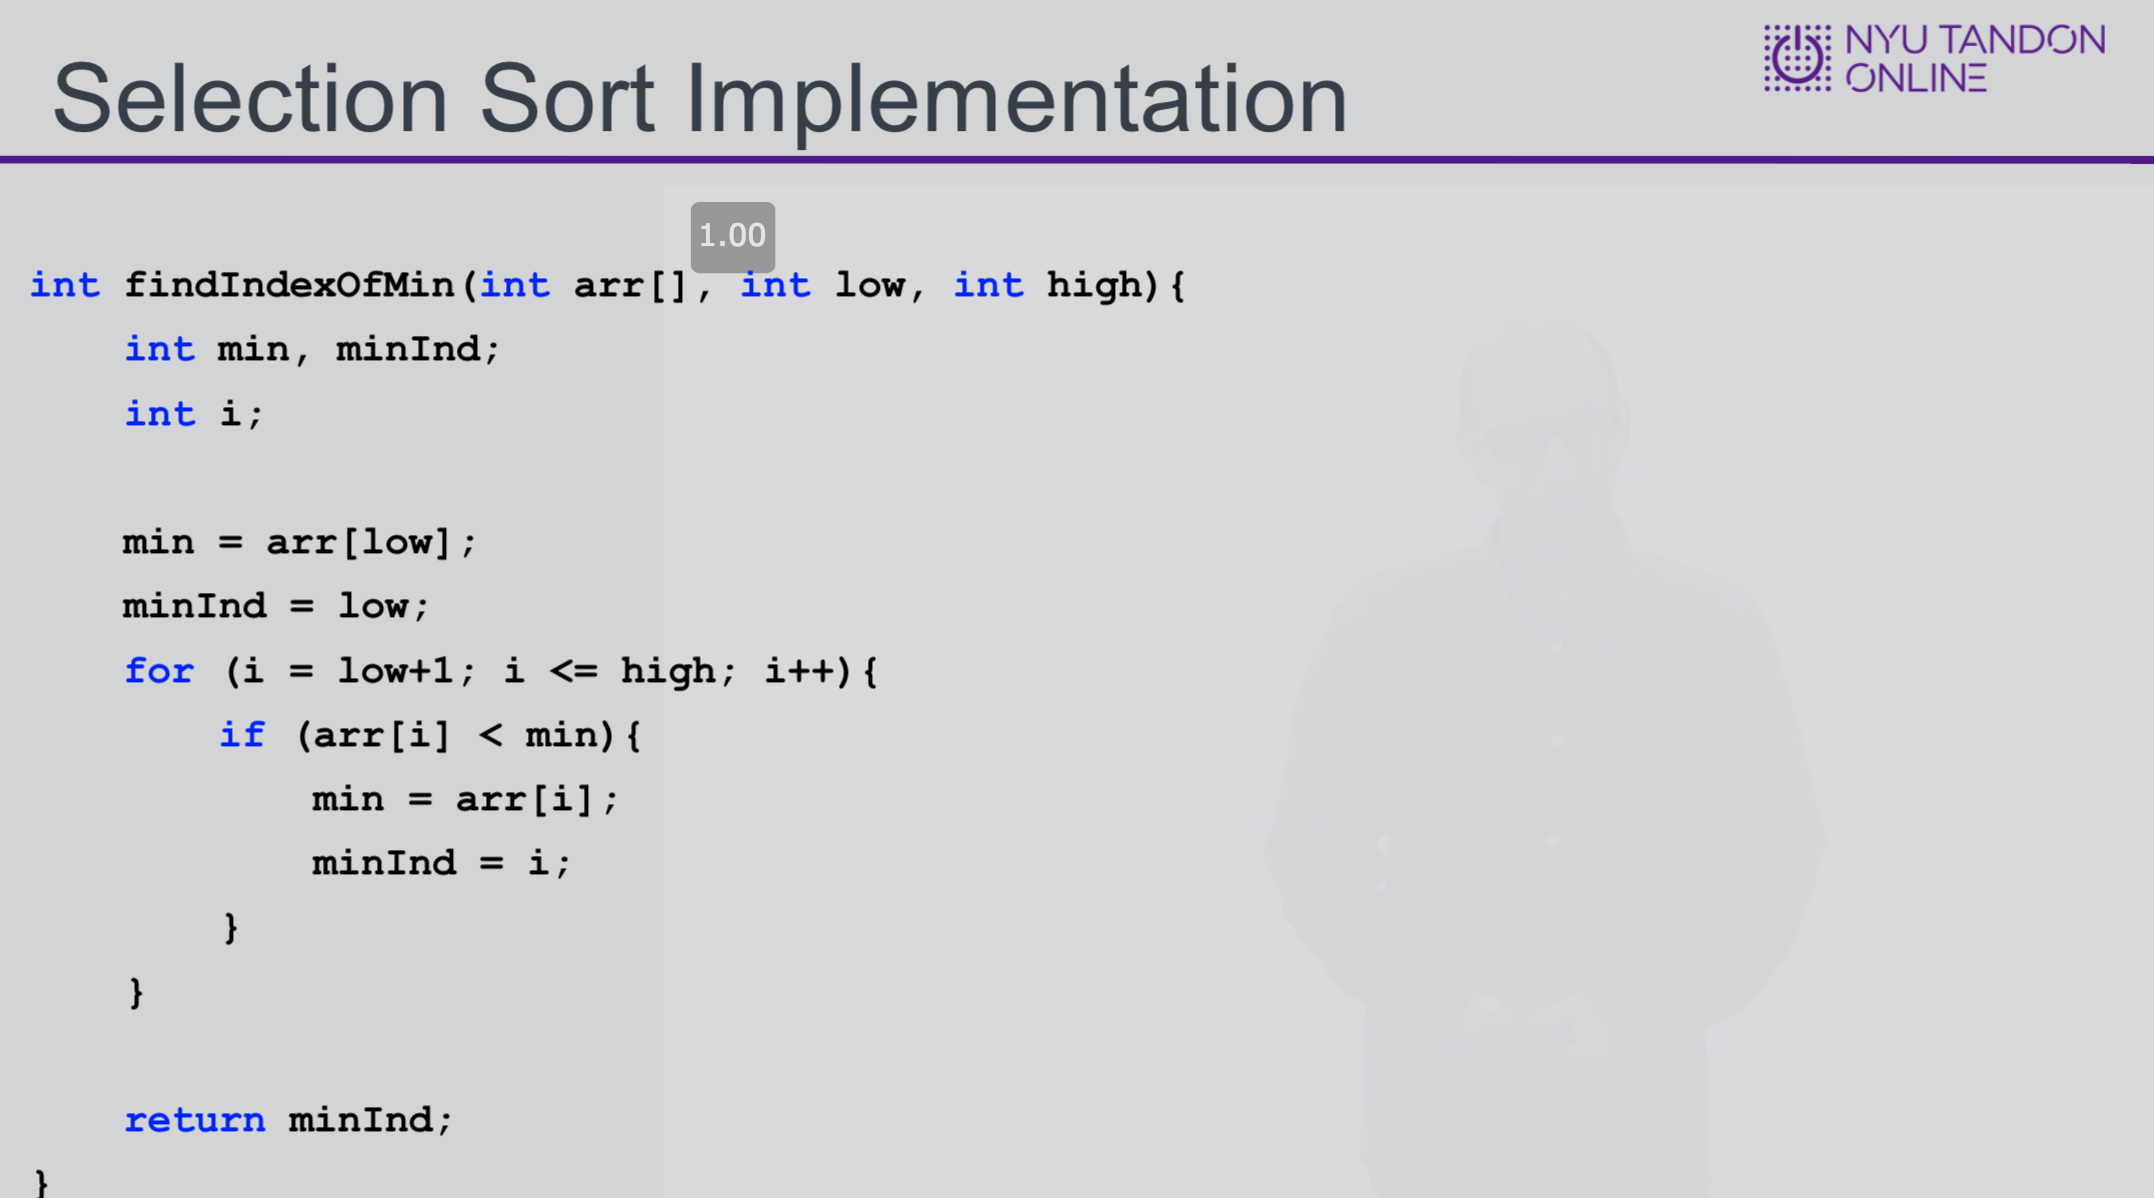 Selection Sort Implementation
NYU TANDON
ONLINE
1.00
int findIndexOfMin(int arr[], int low, int high){
int min, minInd;
int i;
min = arr[low];
minInd = low;
for (i = low+1; i <= high; i++){
if (arr[i] < min){
min = arr[i];
minInd = i;
}
}
return minInd;
}